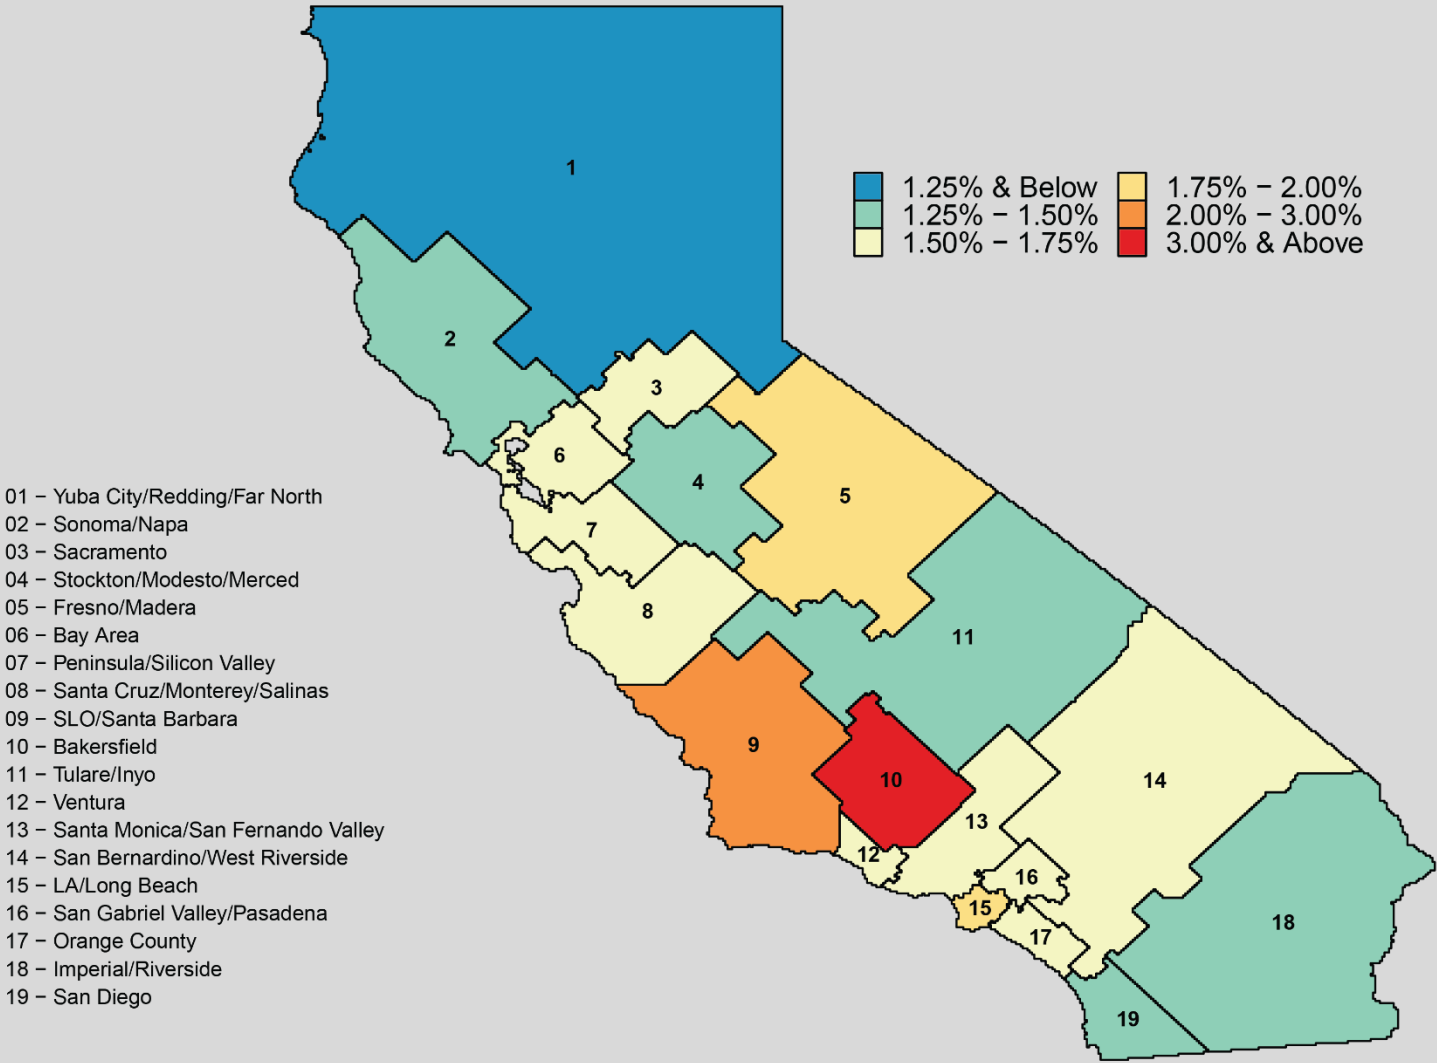 1
1.25% & Below
1.75% − 2.00%
1.25% − 1.50%
2.00% − 3.00%
1.50% − 1.75%
3.00% & Above
2
3
6
4
5
7
8
11
9
10
14
13
12
16
15
17
18
19
01 − Yuba City/Redding/Far North
02 − Sonoma/Napa
03 − Sacramento
04 − Stockton/Modesto/Merced
05 − Fresno/Madera
06 − Bay Area
07 − Peninsula/Silicon Valley
08 − Santa Cruz/Monterey/Salinas
09 − SLO/Santa Barbara
10 − Bakersfield
11 − Tulare/Inyo
12 − Ventura
13 − Santa Monica/San Fernando Valley
14 − San Bernardino/West Riverside
15 − LA/Long Beach
16 − San Gabriel Valley/Pasadena
17 − Orange County
18 − Imperial/Riverside
19 − San Diego